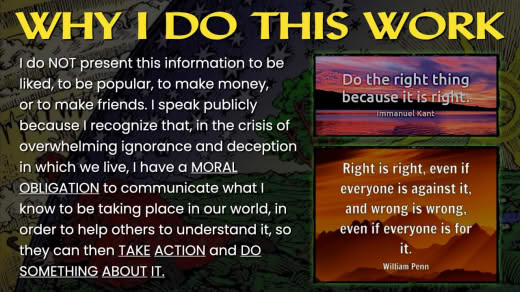 WHY I DO THIS WORK
I do NOT present this information to be
liked, to be popular, to make money,
or to make friends. I speak publicly
because I recognize that, in the crisis of
overwhelming ignorance and deception
in which we live, I have a MORAL
OBLIGATION to communicate what I
know to be taking place in our world, in
order to help others to understand it, so
they can then TAKE ACTION and DO
SOMETHING ABOUT IT.
Do the right thing
because it is right.
Immanuel Kant
Right is right, even if
everyone is against it,
and wrong is wrong,
even if everyone is for
it.
William Penn